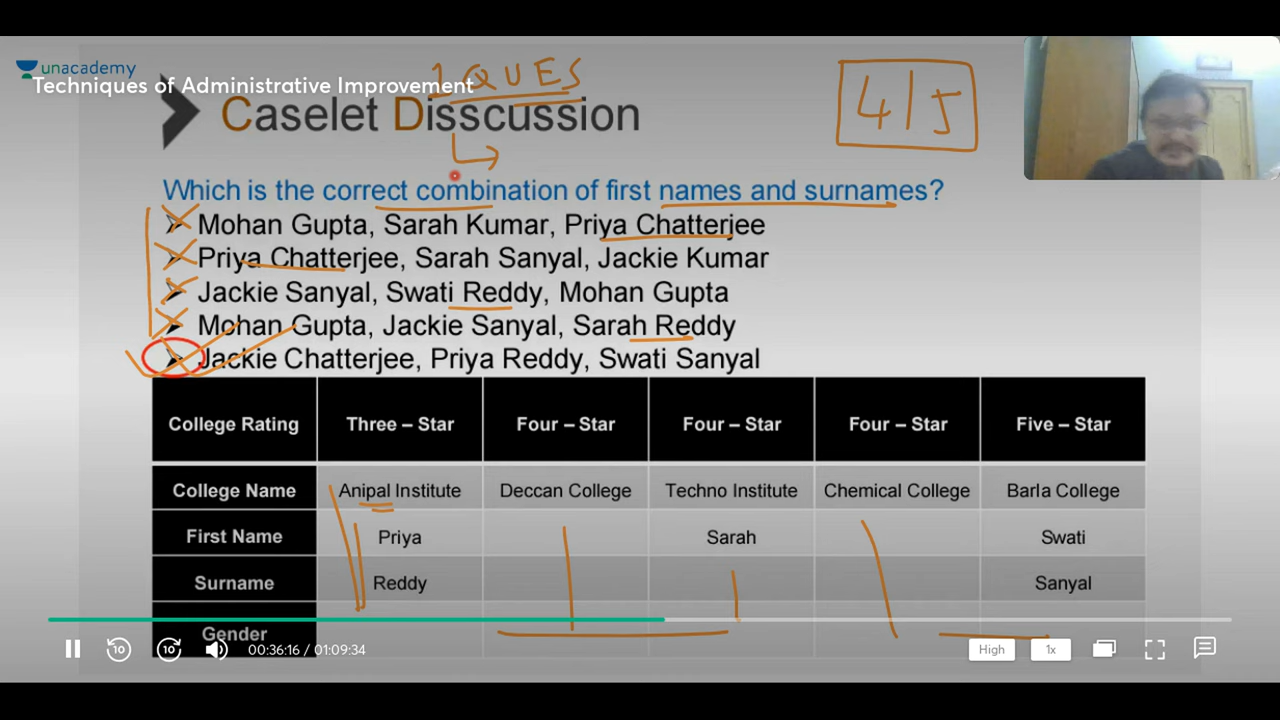 unacademy
Techniques of Administrative Improvement
1 QUES
Caselet Disscussion
4/5
Which is the correct combination of first names and surnames?
Mohan Gupta, Sarah Kumar, Priya Chatterjee
Priya Chatterjee, Sarah Sanyal, Jackie Kumar
Jackie Sanyal, Swati Reddy, Mohan Gupta
Mohan Gupta, Jackie Sanyal, Sarah Reddy
Jackie Chatterjee, Priya Reddy, Swati Sanyal
College Rating Three – Star Four – Star Four – Star Four – Star Five – Star
College Name Anipal Institute Deccan College Techno Institute Chemical College Barla College
First Name Priya Sarah Swati
Surname Reddy Sanyal
Gender
10 10 00:36:16 / 01:09:34 High 1x